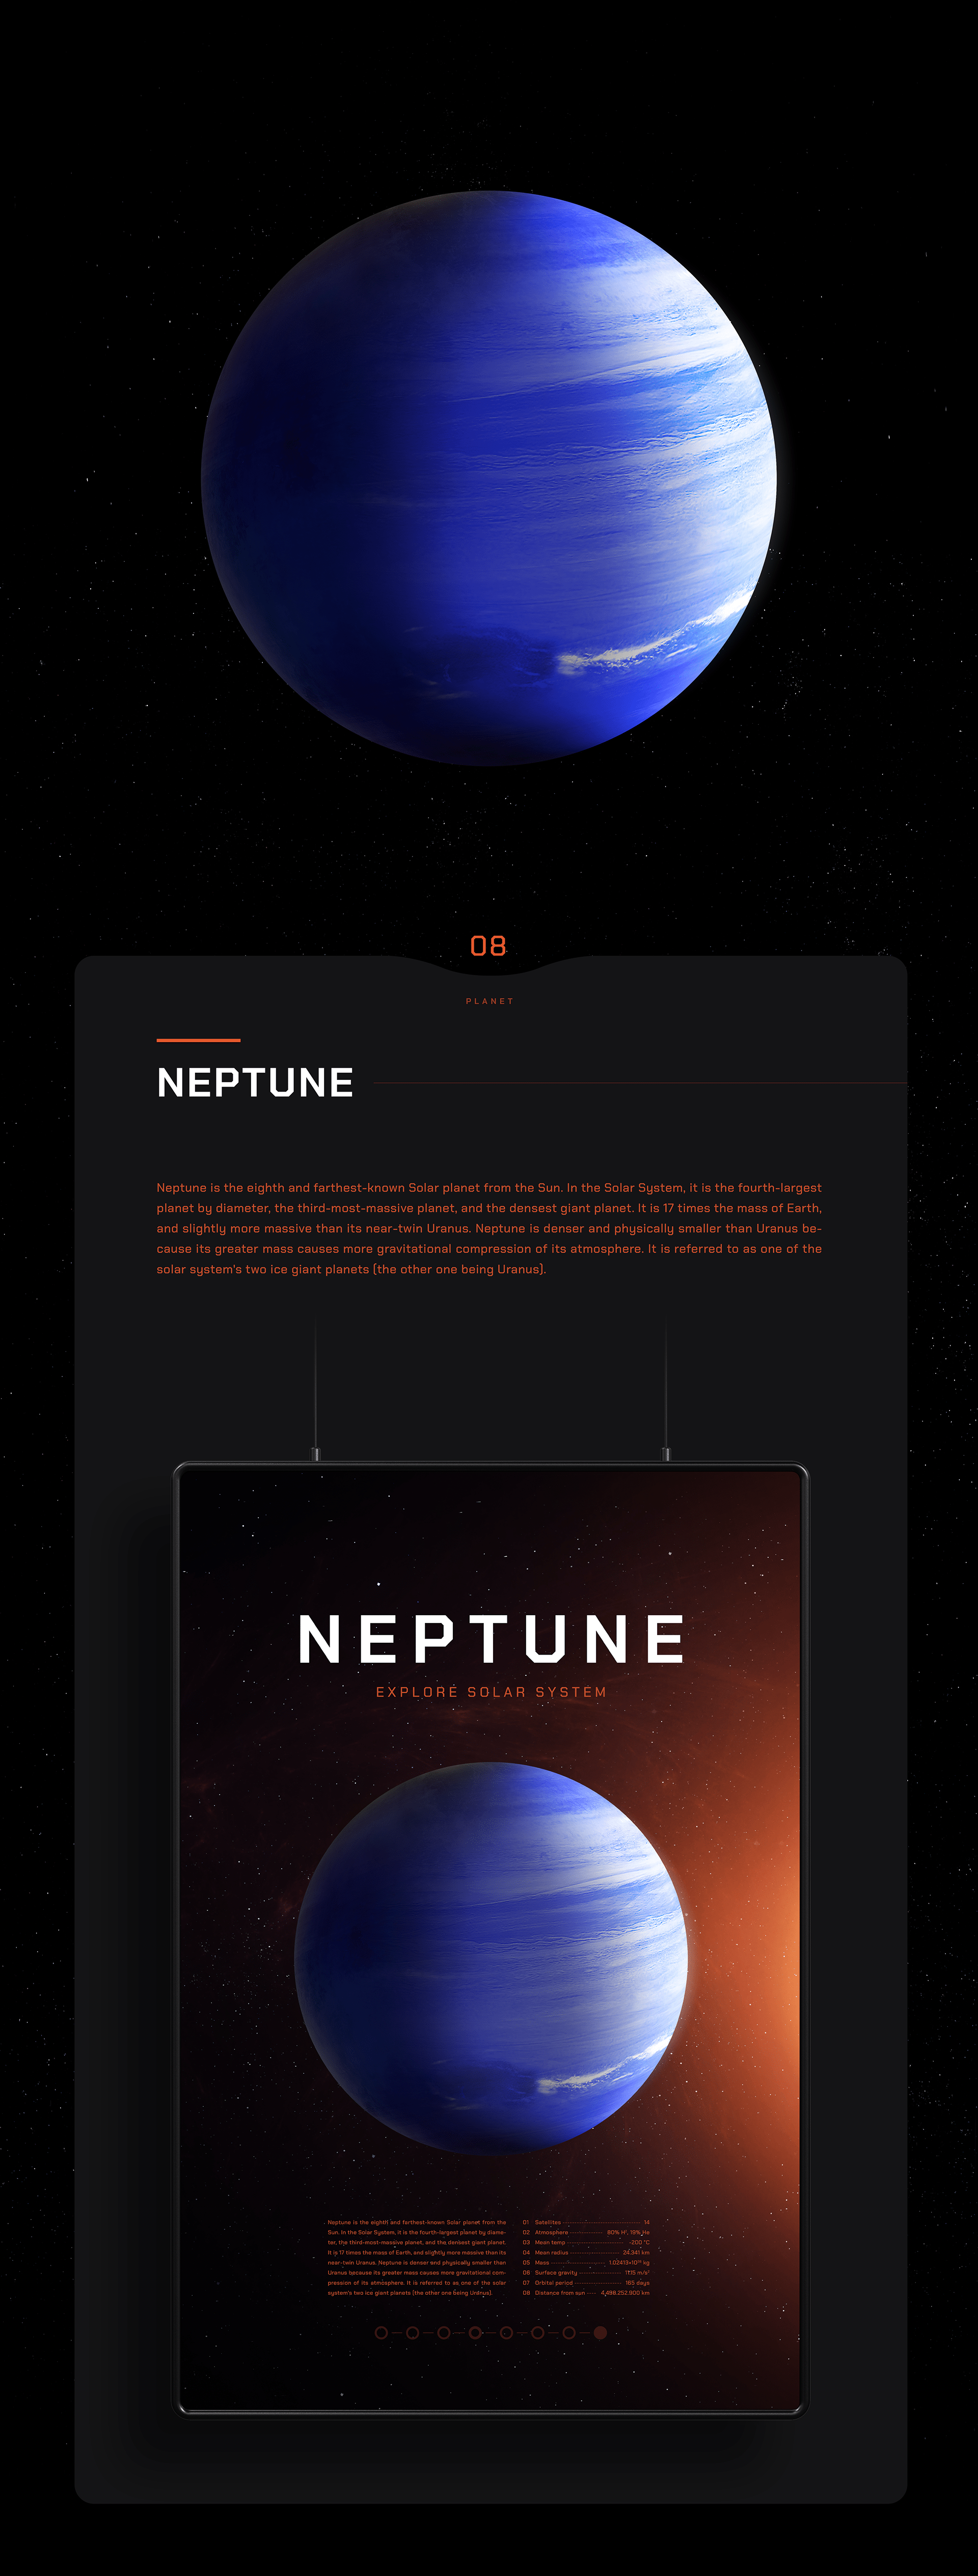 08
PLANET
NEPTUNE
Neptune is the eighth and farthest-known Solar planet from the Sun. In the Solar System, it is the fourth-largest
planet by diameter, the third-most-massive planet, and the densest giant planet. It is 17 times the mass of Earth,
and slightly more massive than its near-twin Uranus. Neptune is denser and physically smaller than Uranus be-
cause its greater mass causes more gravitational compression of its atmosphere. It is referred to as one of the
solar system's two ice giant planets (the other one being Uranus).
NEPTUNE
EXPLORE SOLAR SYSTEM
Neptune is the eighth and farthest-known Solar planet from the
Sun. In the Solar System, it is the fourth-largest planet by diame-
ter, the third-most-massive planet, and the densest giant planet.
It is 17 times the mass of Earth, and slightly more massive than its
near-twin Uranus. Neptune is denser and physically smaller than
Uranus because its greater mass causes more gravitational com-
pression of its atmosphere. It is referred to as one of the solar
system's two ice giant planets (the other one being Uranus).
01 Satellites 14
02 Atmosphere 80% H², 19% He
03 Mean temp -200 °C
04 Mean radius 24.341 km
05 Mass kg
06 Surface gravity m/s²
07 Orbital period 165 days
08 Distance from sun 4,498.252.900 km